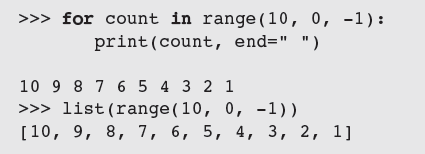 >>> for count in range(10, 0, -1):
        print(count, end=" ")
10 9 8 7 6 5 4 3 2 1
>>> list(range(10, 0, -1))
[10, 9, 8, 7, 6, 5, 4, 3, 2, 1]